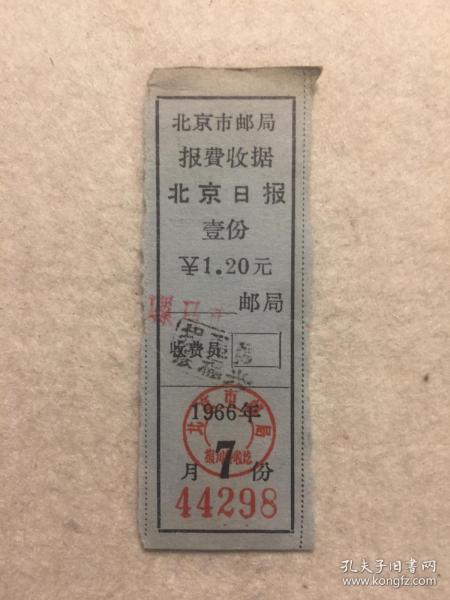 北京市邮局
报費收据
北京日报
壹份
¥1.20元
邮局
收费员
1966年
7
月 份
44298
孔夫子旧书网
www.kongfz.com